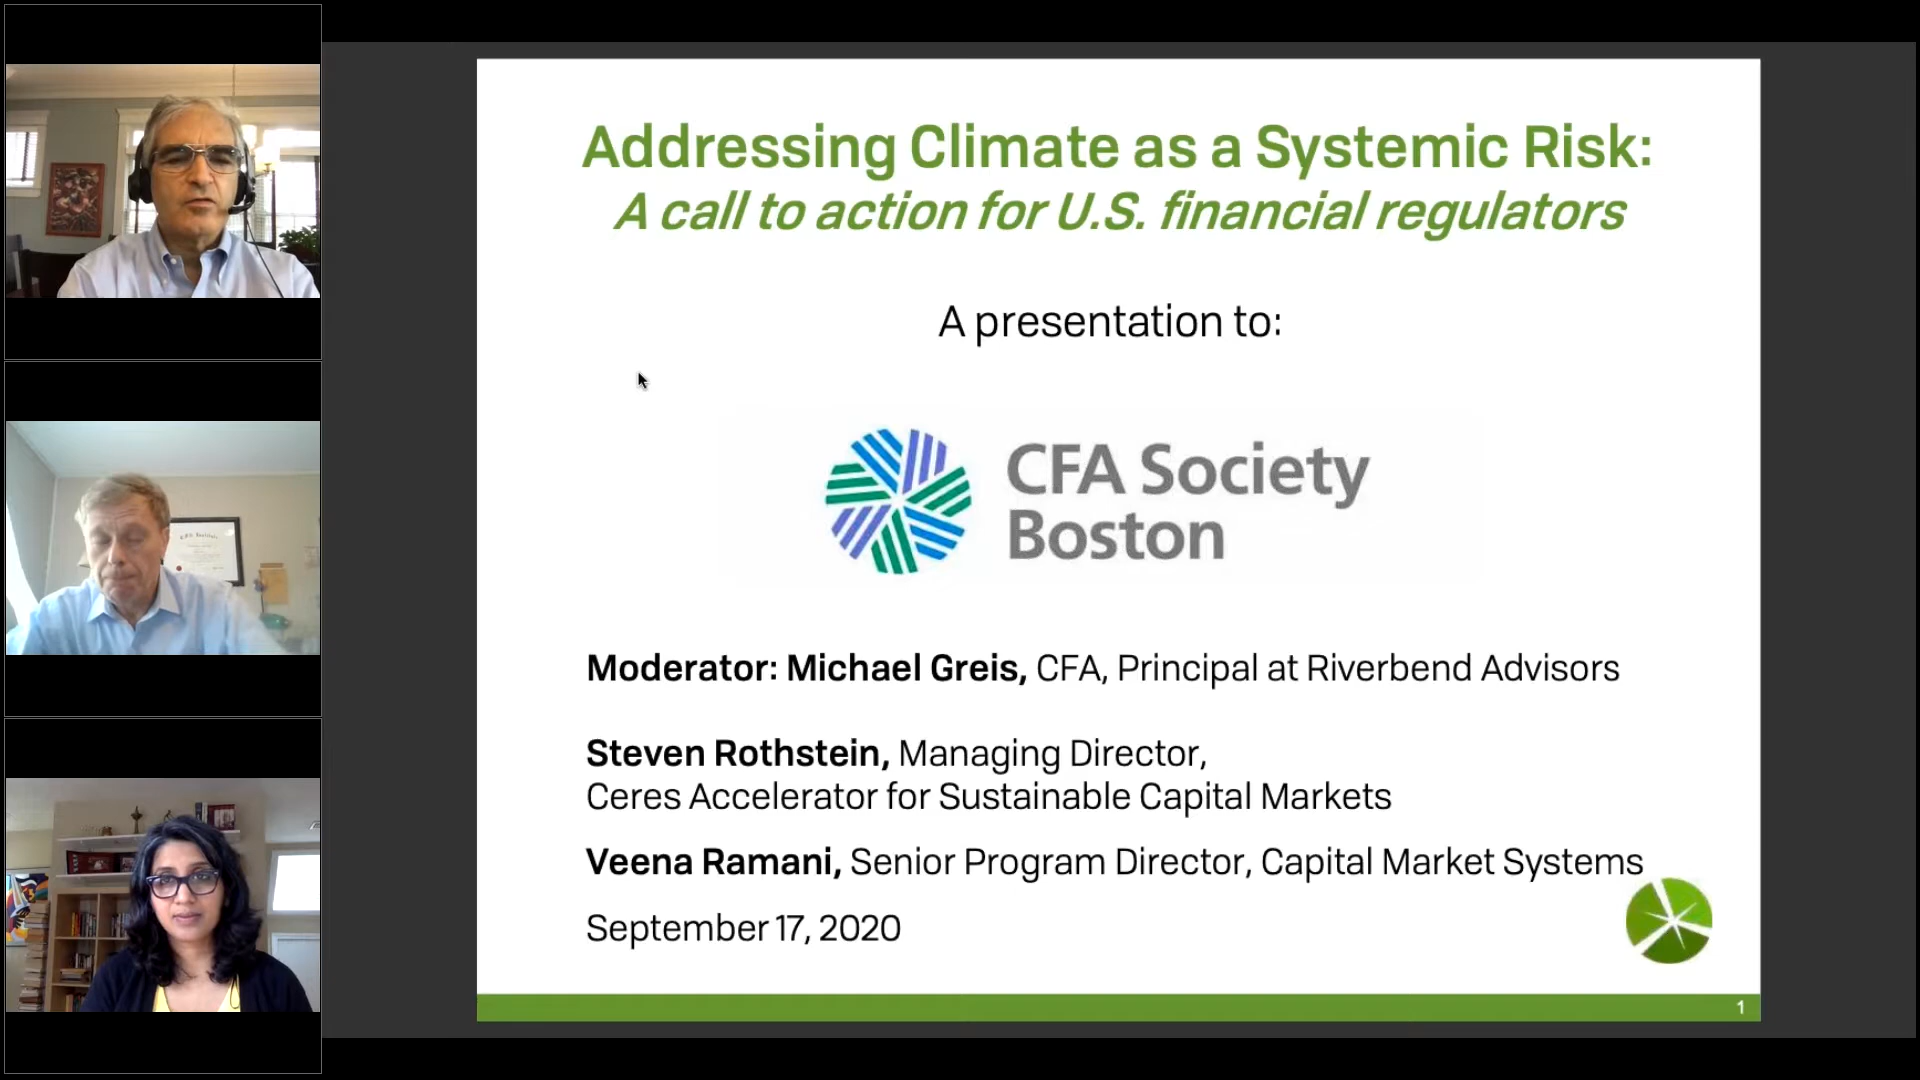 Addressing Climate as a Systemic Risk:
A call to action for U.S. financial regulators
A presentation to:
CFA Society
Boston
Moderator: Michael Greis, CFA, Principal at Riverbend Advisors
Steven Rothstein, Managing Director,
Ceres Accelerator for Sustainable Capital Markets
Veena Ramani, Senior Program Director, Capital Market Systems
September 17, 2020
1